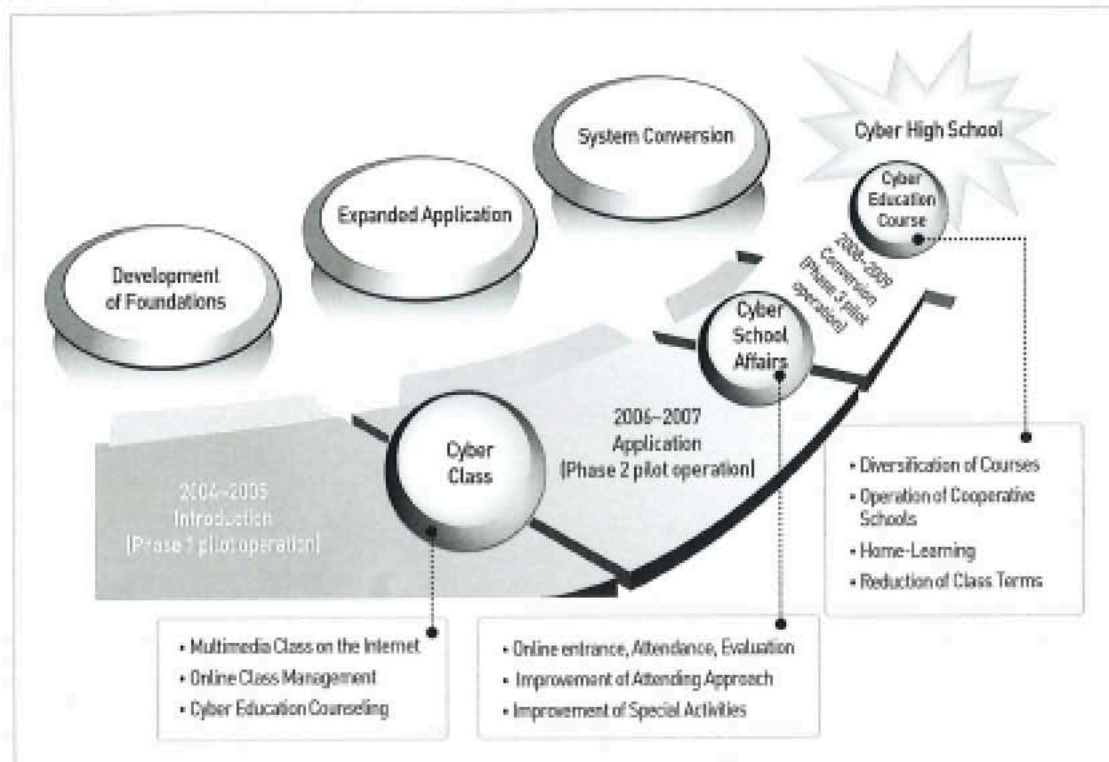 Cyber High School
System Conversion
Expanded Application
Development
of Foundations
Cyber
Education
Course
2008~2009
Conversion
(Phase 3 pilot
operation)
Cyber
School
Affairs
2006~2007
Application
(Phase 2 pilot operation)
Cyber
Class
2004~2005
Introduction
(Phase 1 pilot operation)
• Diversification of Courses
• Operation of Cooperative
Schools
• Home-Learning
• Reduction of Class Terms
• Multimedia Class on the Internet
• Online Class Management
• Cyber Education Counseling
• Online entrance, Attendance, Evaluation
• Improvement of Attending Approach
• Improvement of Special Activities